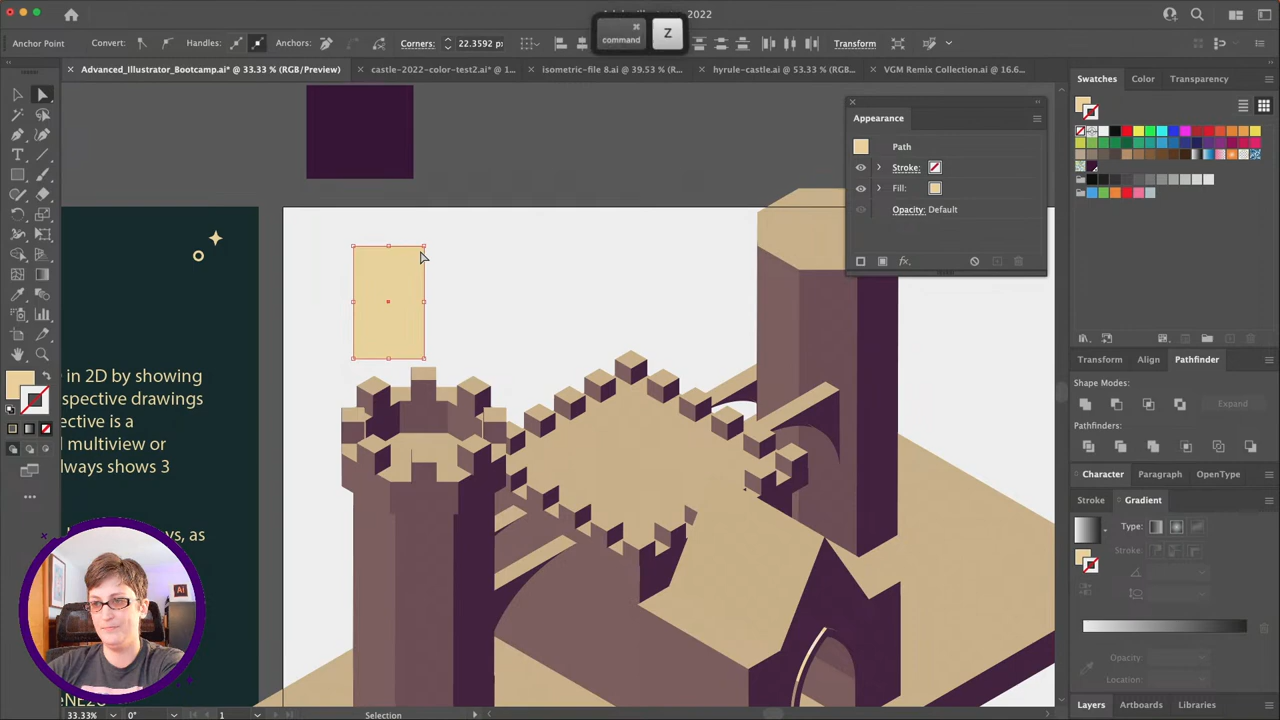 2022
command
Z
Anchor Point
Convert:
Handles:
Anchors:
Corners:
22.3592 p
Transform
Advanced_Illustrator_Bootcamp.ai* @ 33.33 % (RGB/Preview)
castle-2022-color-test2.ai* @ 1...
isometric-file 8.ai @ 39.53 % (R...
hyrule-castle.ai @ 53.33 % (RGB...
VGM Remix Collection.ai @ 16.6...
Swatches
Color
Transparency
Appearance
Path
Stroke:
Fill:
Opacity: Default
e in 2D by showing
spective drawings
ective is a
d multiview or
lways shows 3
ays, as
eNE2C
Ai
T
Transform
Align
Pathfinder
Shape Modes:
Expand
Pathfinders:
Character
Paragraph
OpenType
Stroke
Gradient
Type:
Stroke:
Opacity:
Location:
Layers
Artboards
Libraries
33.33%
0°
1
Selection